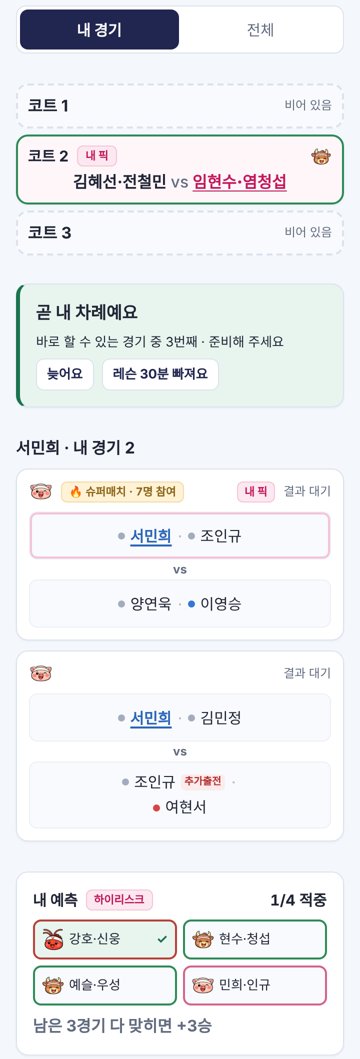 내 경기 전체
코트 1 비어 있음
코트 2 내 픽
김혜선·전철민 vs 임현수·염청섭
코트 3 비어 있음
곧 내 차례예요
바로 할 수 있는 경기 중 3번째 · 준비해 주세요
늦어요 레슨 30분 빠져요
서민희 · 내 경기 2
🔥 슈퍼매치 · 7명 참여 내 픽 결과 대기
서민희 · 조인규
vs
양연욱 · 이영승
결과 대기
서민희 · 김민정
vs
조인규 추가출전 ·
여현서
내 예측 하이리스크 1/4 적중
강호·신웅 ✓ 현수·청섭
예슬·우성 민희·인규
남은 3경기 다 맞히면 +3승